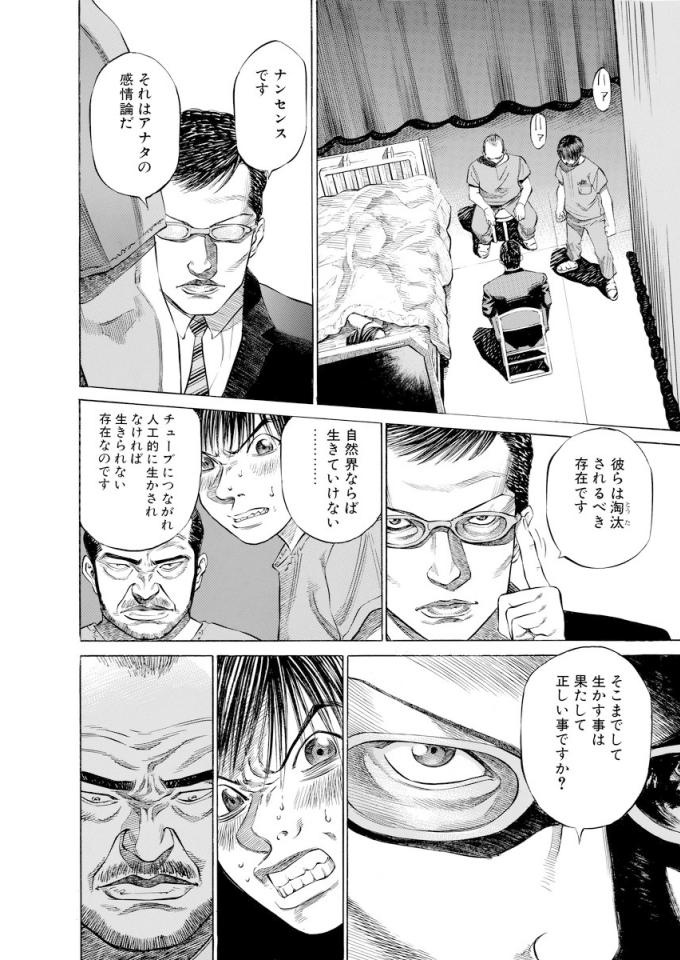 ハァ
ハァ
ナンセンス
です
それはアナタの
感情論だ
彼らは淘汰
とうた
されるべき
存在です
自然界ならば
生きていけない
…………
チューブにつながれ
人工的に生かされ
なければ
生きられない
存在なのです
そこまでして
生かす事は
果たして
正しい事ですか?